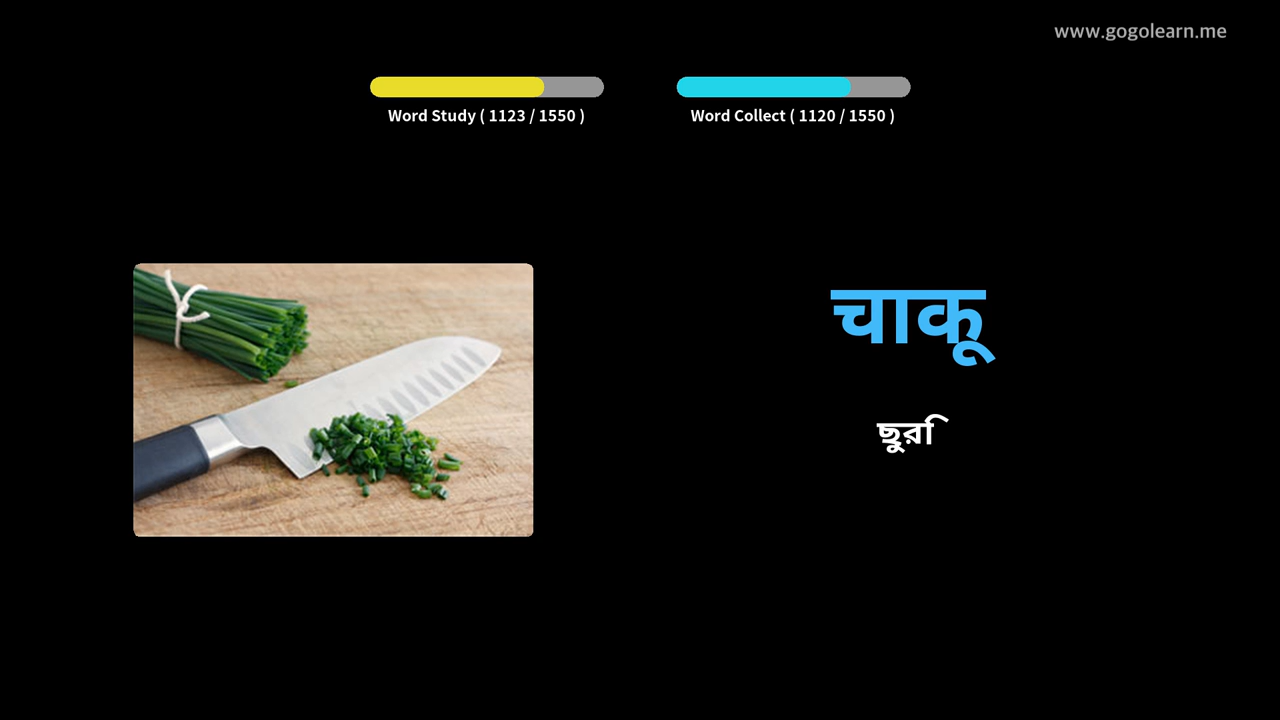 www.gogolearn.me
Word Study ( 1123 / 1550 )
Word Collect ( 1120 / 1550 )
चाकू
ছুরি